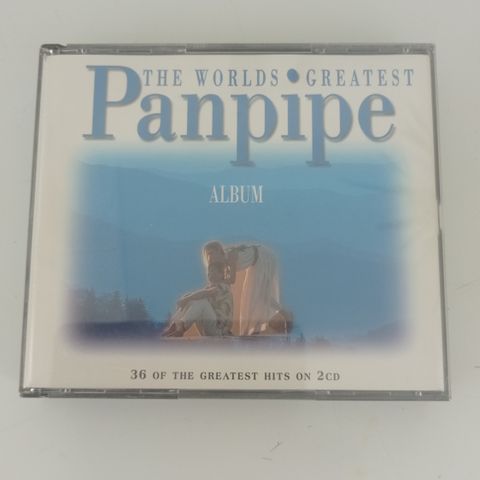 THE WORLDS GREATEST
Panpipe
ALBUM
36 OF THE GREATEST HITS ON 2CD